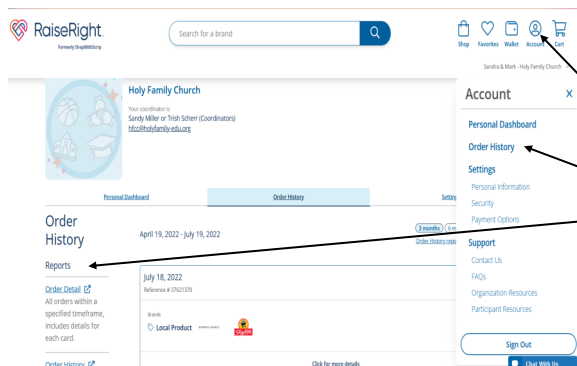 RaiseRight.
Formerly ShopWithScrip
Search for a brand
Shop Favorites Wallet Account Cart
Sandra & Mark - Holy Family Church
Holy Family Church
Your coordinator is
Sandy Miller or Trish Scherr (Coordinators)
hfcc@holyfamily-edu.org
Personal Dashboard Order History Setting
Account X
Personal Dashboard
Order History
Settings
Personal Information
Security
Payment Options
Support
Contact Us
FAQs
Organization Resources
Participant Resources
Sign Out
Chat With Us
Order
History
April 19, 2022 - July 19, 2022
3 months 6 m
Order History repo
Reports
Order Detail
All orders within a
specified timeframe,
includes details for
each card.
Order History
July 18, 2022
Reference # 37621370
Brands
Local Product
ShopRite
Click for more details